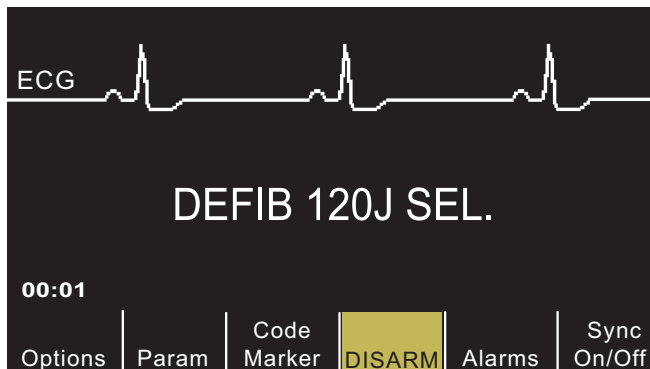 ECG
DEFIB 120J SEL.
00:01
Options
Param
Code
Marker
DISARM
Alarms
Sync
On/Off